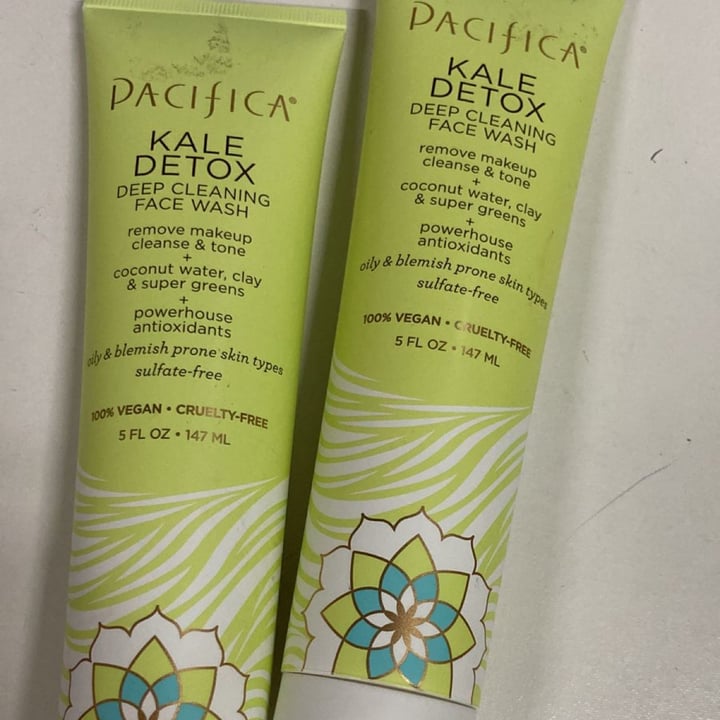 PACIFICA®
KALE
DETOX
DEEP CLEANING
FACE WASH
remove makeup
cleanse & tone
+
coconut water, clay
& super greens
+
powerhouse
antioxidants
oily & blemish prone skin types
sulfate-free
100% VEGAN • CRUELTY-FREE
5 FL OZ • 147 ML
PACIFICA®
KALE
DETOX
DEEP CLEANING
FACE WASH
remove makeup
cleanse & tone
+
coconut water, clay
& super greens
+
powerhouse
antioxidants
oily & blemish prone skin types
sulfate-free
100% VEGAN • CRUELTY-FREE
5 FL OZ • 147 ML